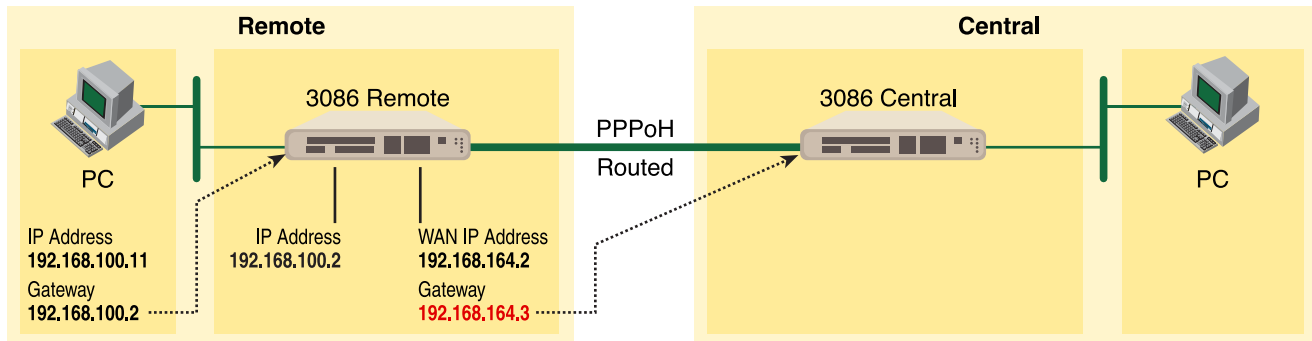 Remote
Central
3086 Remote
3086 Central
PPPoH
Routed
PC
PC
IP Address
192.168.100.11
Gateway
192.168.100.2
IP Address
192.168.100.2
WAN IP Address
192.168.164.2
Gateway
192.168.164.3